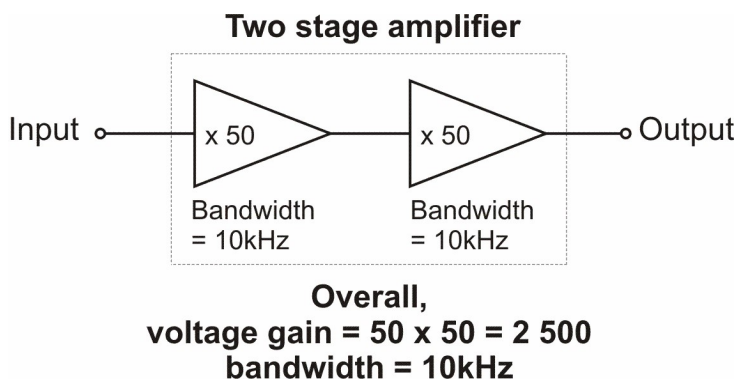 Two stage amplifier
Input
x 50
x 50
Output
Bandwidth
= 10kHz
Bandwidth
= 10kHz
Overall,
voltage gain = 50 x 50 = 2 500
bandwidth = 10kHz